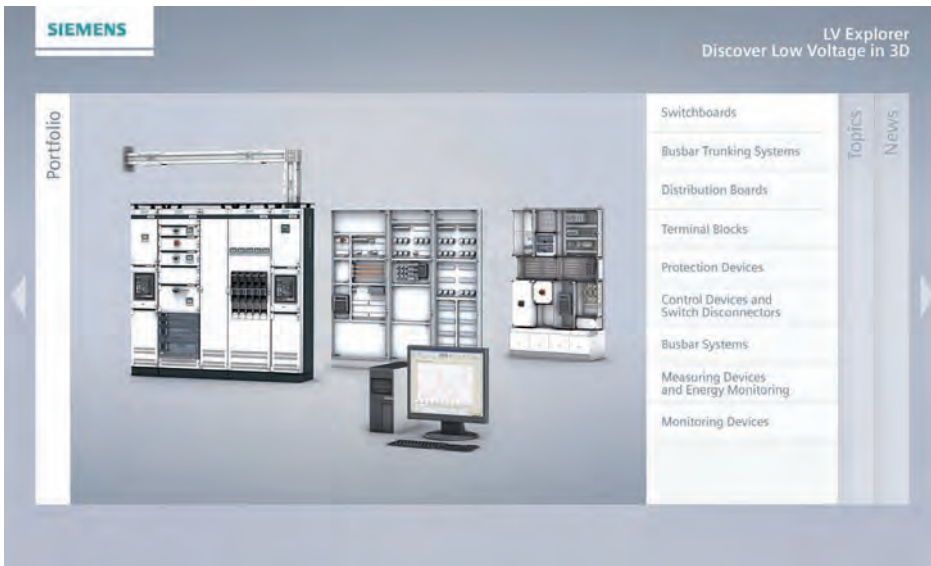 SIEMENS
LV Explorer
Discover Low Voltage in 3D
Portfolio
Switchboards
Busbar Trunking Systems
Distribution Boards
Terminal Blocks
Protection Devices
Control Devices and
Switch Disconnectors
Busbar Systems
Measuring Devices
and Energy Monitoring
Monitoring Devices
Topics
News